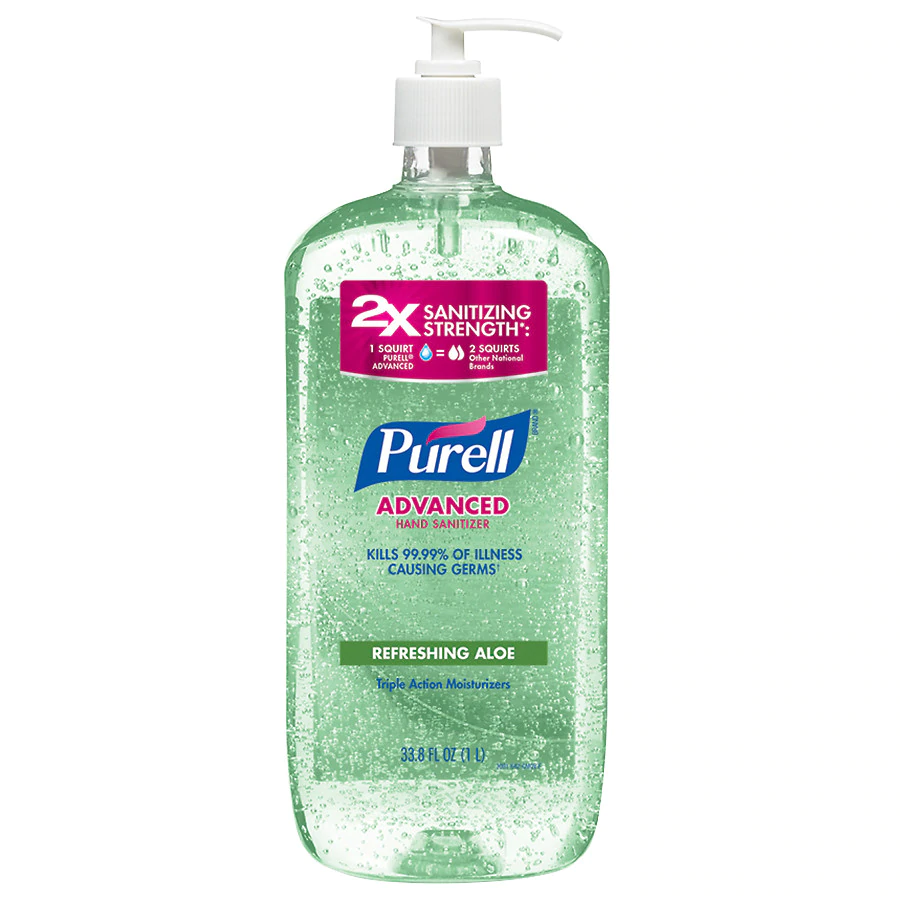 2X SANITIZING
STRENGTH*:
1 SQUIRT
PURELL®
ADVANCED
=
2 SQUIRTS
Other National
Brands
Purell
BRAND®
ADVANCED
HAND SANITIZER
KILLS 99.99% OF ILLNESS
CAUSING GERMS†
REFRESHING ALOE
Triple Action Moisturizers
33.8 FL OZ (1 L)